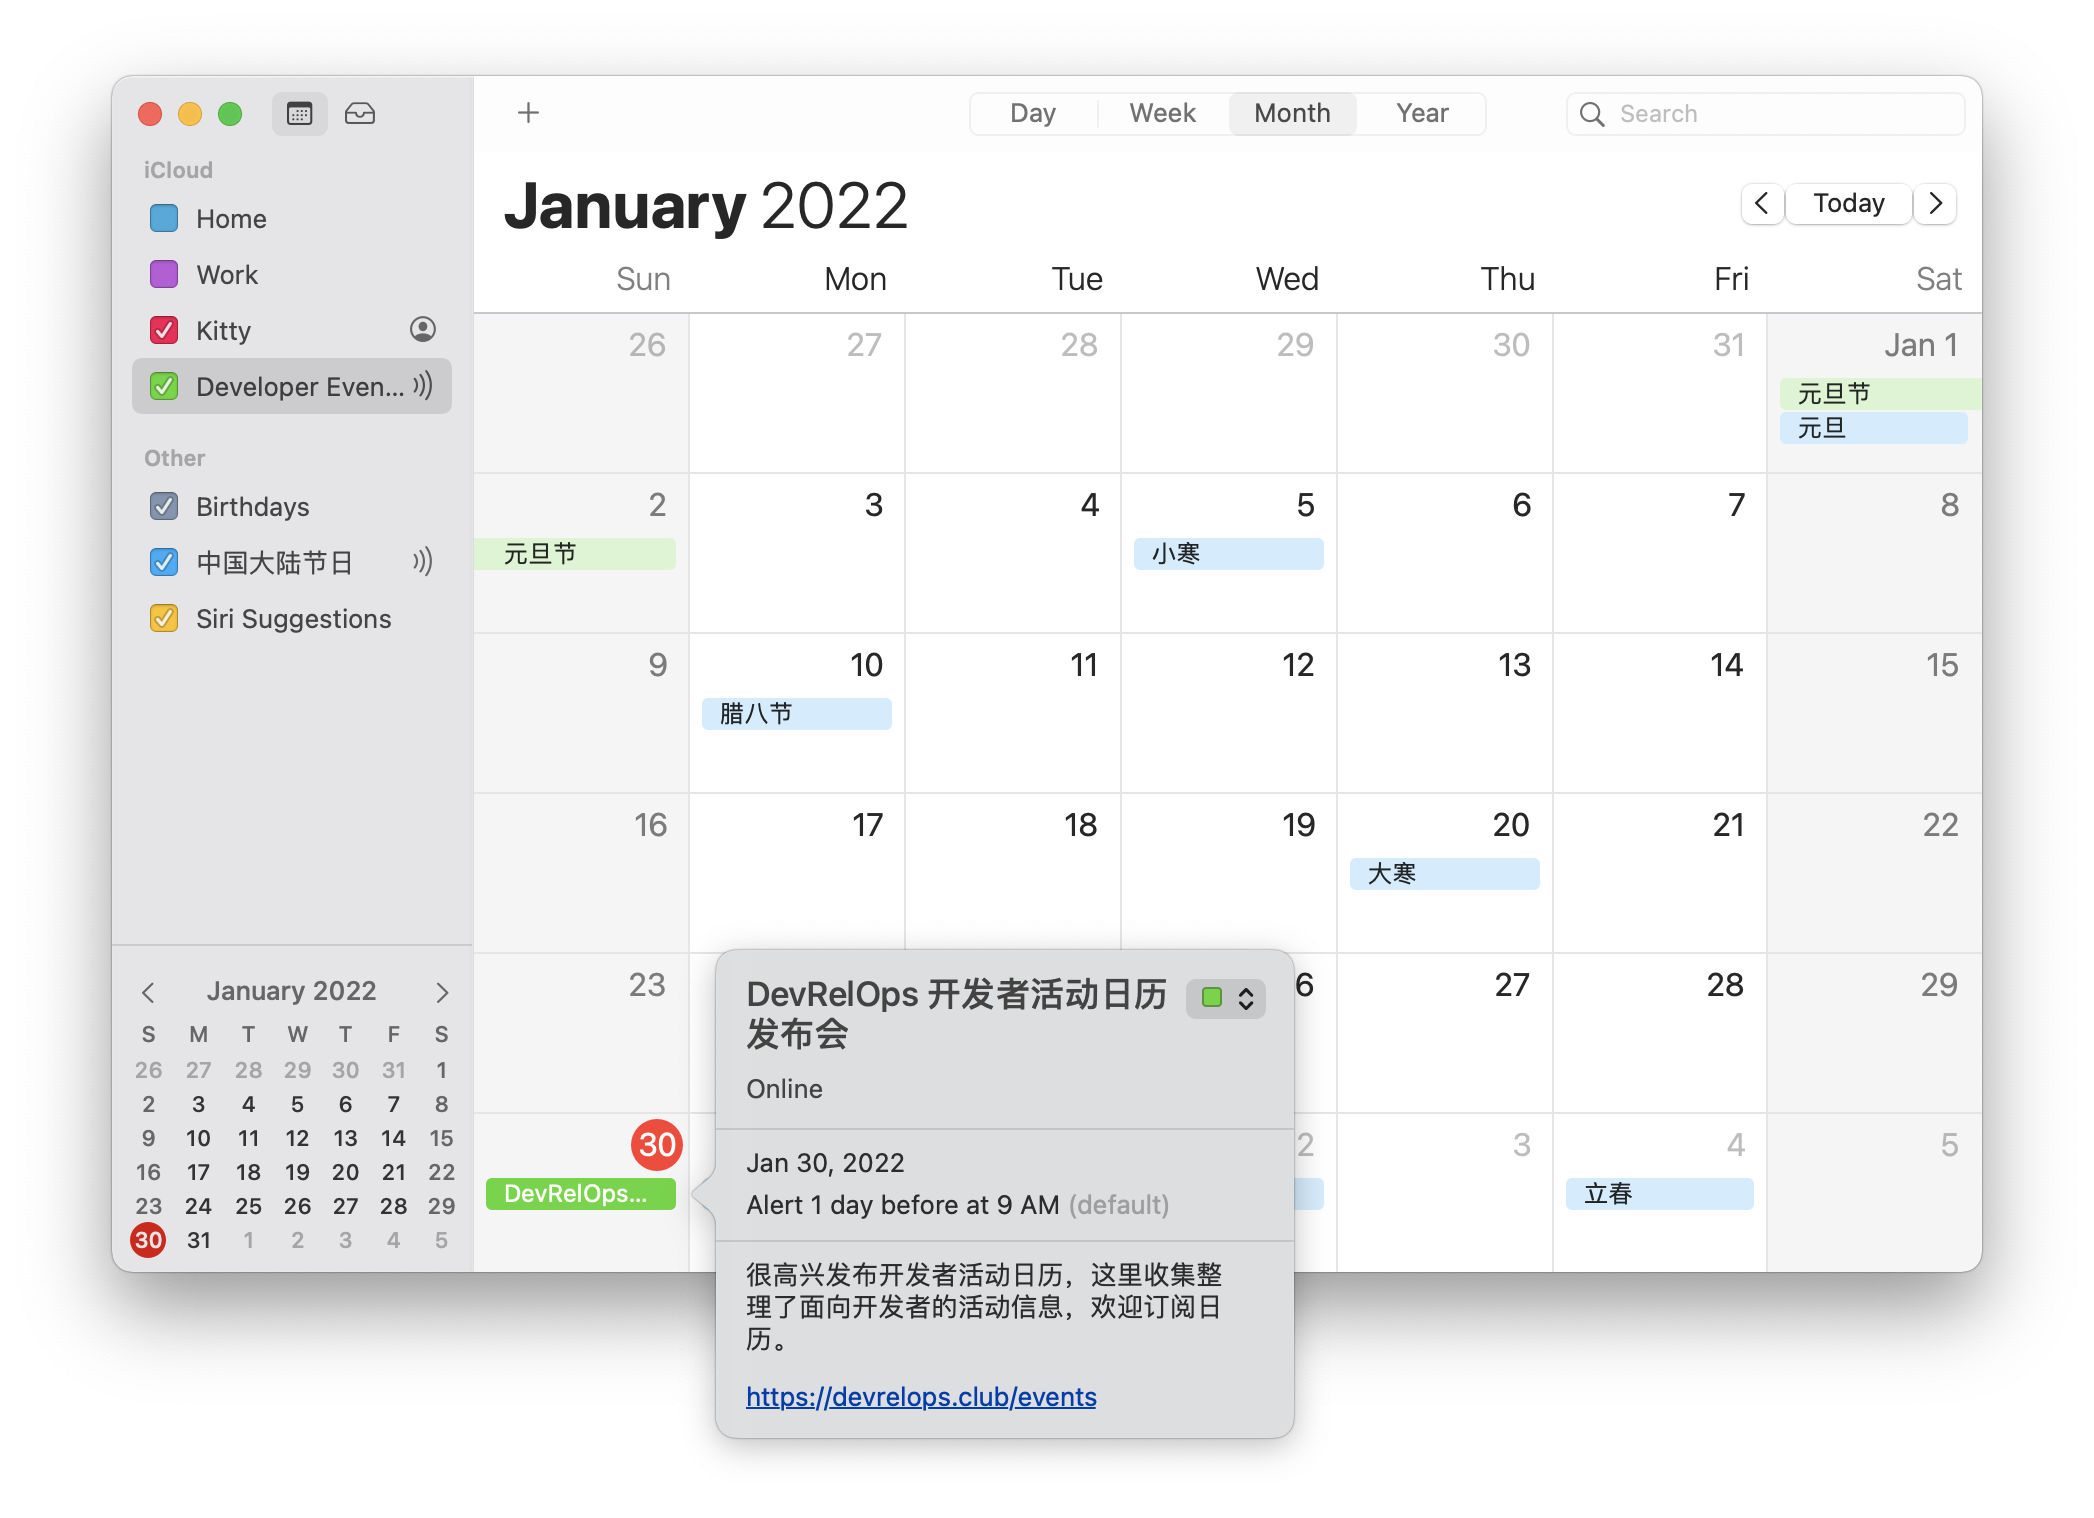 iCloud
Home
Work
Kitty
Developer Even...
Other
Birthdays
中国大陆节日
Siri Suggestions
January 2022
S M T W T F S
26 27 28 29 30 31 1
2 3 4 5 6 7 8
9 10 11 12 13 14 15
16 17 18 19 20 21 22
23 24 25 26 27 28 29
30 31 1 2 3 4 5
Day Week Month Year
Search
January 2022
Today
Sun Mon Tue Wed Thu Fri Sat
26 27 28 29 30 31 Jan 1
元旦节
元旦
2 3 4 5 6 7 8
元旦节 小寒
9 10 11 12 13 14 15
腊八节
16 17 18 19 20 21 22
大寒
23 6 27 28 29
30 2 3 4 5
DevRelOps... 立春
DevRelOps 开发者活动日历
发布会
Online
Jan 30, 2022
Alert 1 day before at 9 AM (default)
很高兴发布开发者活动日历，这里收集整
理了面向开发者的活动信息，欢迎订阅日
历。
https://devrelops.club/events